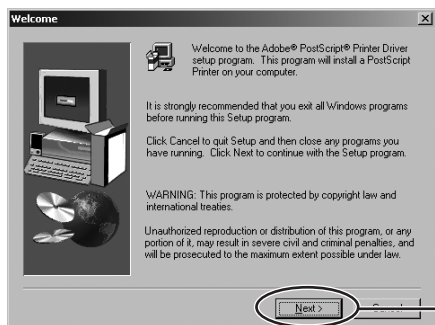 Welcome
Welcome to the Adobe® PostScript® Printer Driver
setup program. This program will install a PostScript
Printer on your computer.
It is strongly recommended that you exit all Windows programs
before running this Setup program.
Click Cancel to quit Setup and then close any programs you
have running. Click Next to continue with the Setup program.
WARNING: This program is protected by copyright law and
international treaties.
Unauthorized reproduction or distribution of this program, or any
portion of it, may result in severe civil and criminal penalties, and
will be prosecuted to the maximum extent possible under law.
Next >